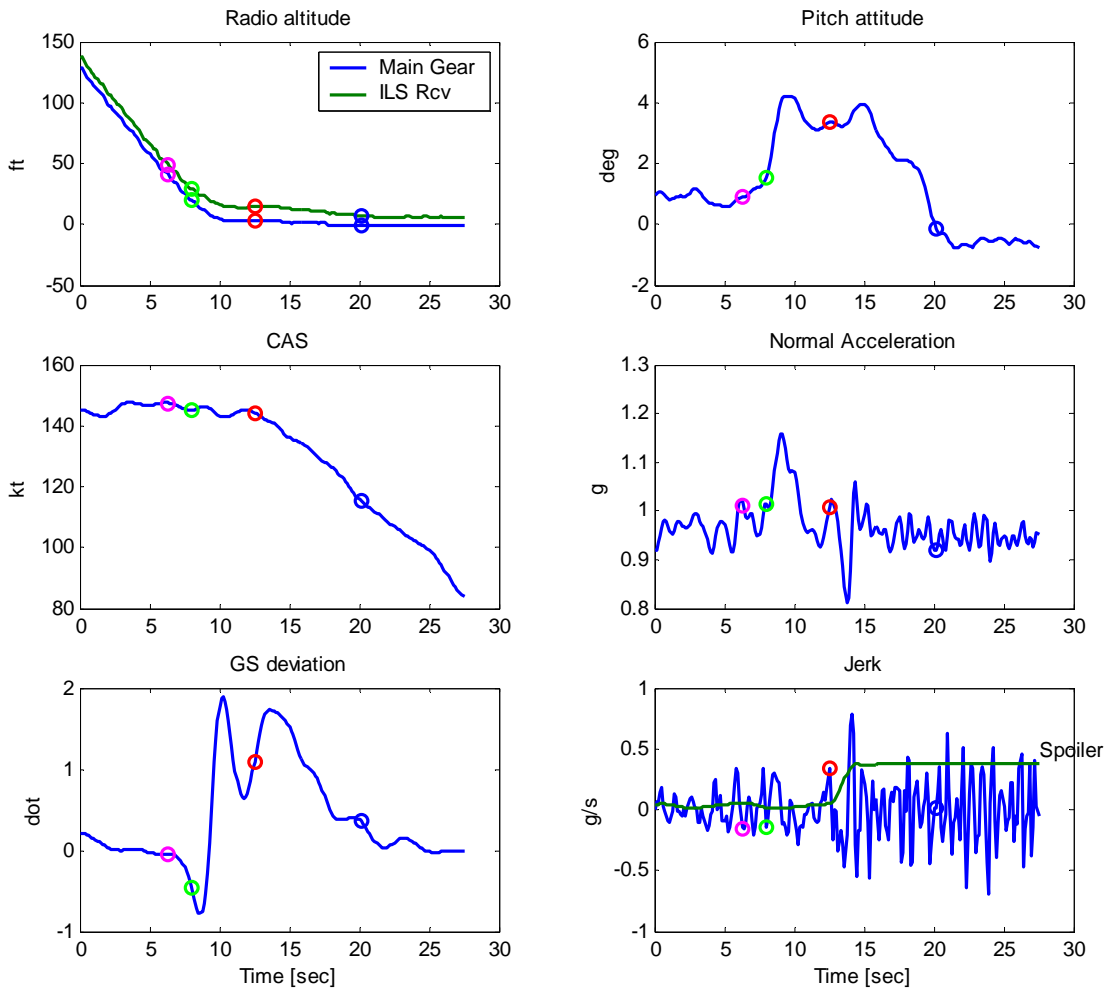 Radio altitude
150
100
50
0
-50
ft
0 5 10 15 20 25 30
Main Gear
ILS Rcv
Pitch attitude
6
4
2
0
-2
deg
0 5 10 15 20 25 30
CAS
160
140
120
100
80
kt
0 5 10 15 20 25 30
Normal Acceleration
1.3
1.2
1.1
1
0.9
0.8
g
0 5 10 15 20 25 30
GS deviation
2
1
0
-1
dot
0 5 10 15 20 25 30
Time [sec]
Jerk
1
0.5
0
-0.5
-1
g/s
Spoiler
0 5 10 15 20 25 30
Time [sec]